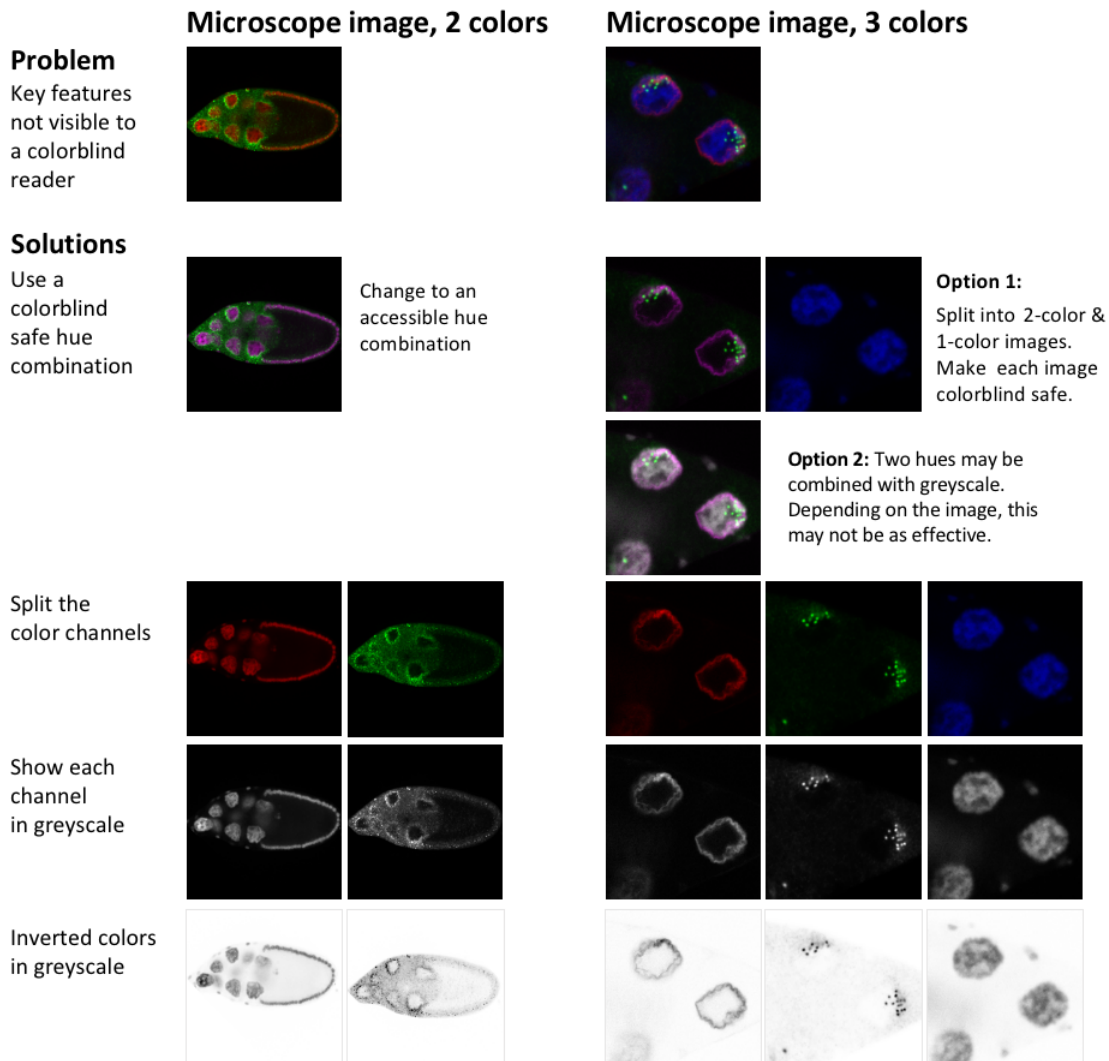 Microscope image, 2 colors
Microscope image, 3 colors
Problem
Key features
not visible to
a colorblind
reader
Solutions
Use a
colorblind
safe hue
combination
Change to an
accessible hue
combination
Option 1:
Split into 2-color &
1-color images.
Make each image
colorblind safe.
Option 2: Two hues may be
combined with greyscale.
Depending on the image, this
may not be as effective.
Split the
color channels
Show each
channel
in greyscale
Inverted colors
in greyscale